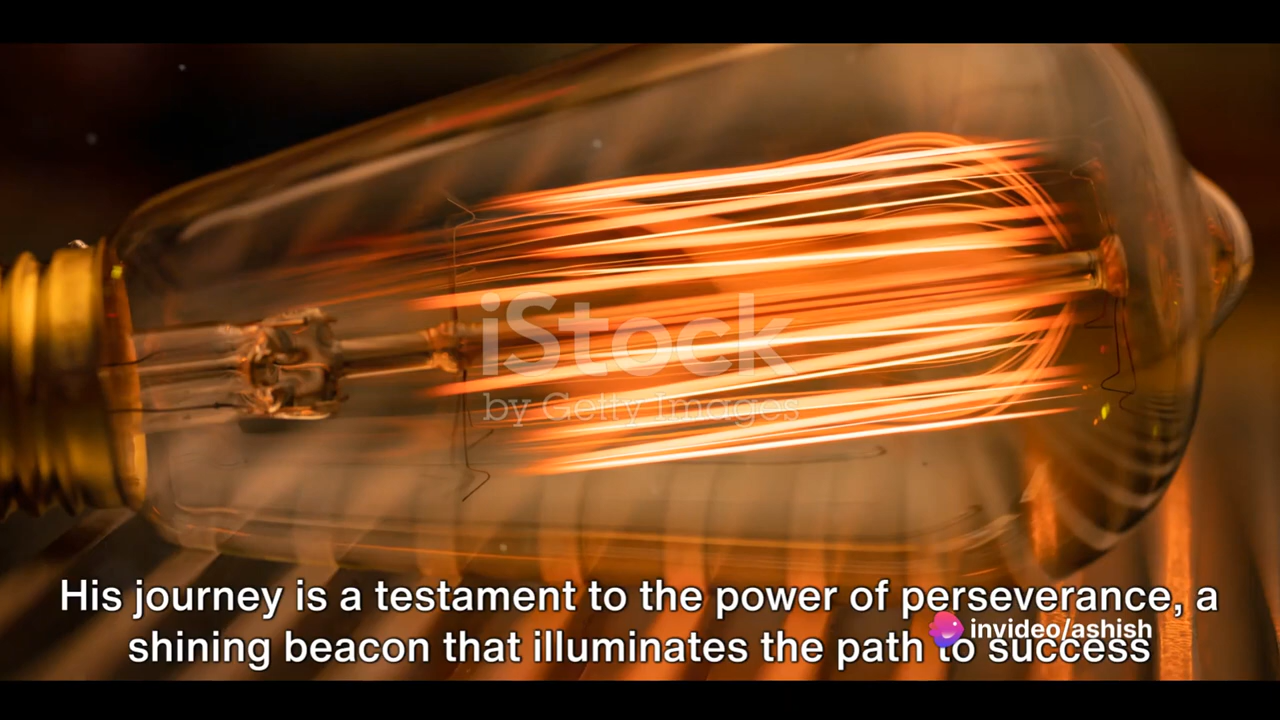 iStock
by Getty Images
His journey is a testament to the power of perseverance, a
shining beacon that illuminates the path to success
invideo/ashish